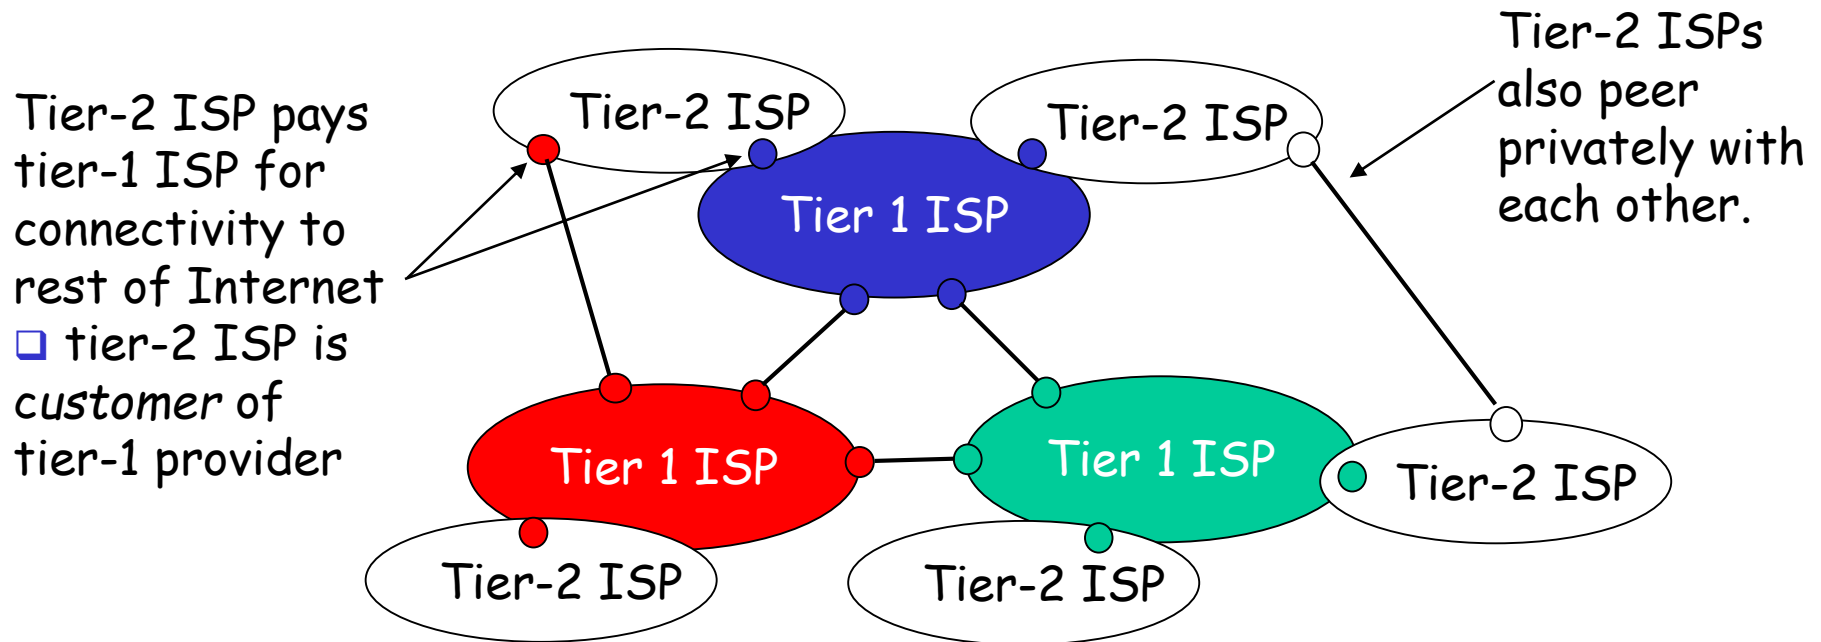 Tier-2 ISP pays
tier-1 ISP for
connectivity to
rest of Internet
❑ tier-2 ISP is
customer of
tier-1 provider
Tier-2 ISP
Tier-2 ISP
Tier-2 ISPs
also peer
privately with
each other.
Tier 1 ISP
Tier 1 ISP
Tier 1 ISP
Tier-2 ISP
Tier-2 ISP
Tier-2 ISP